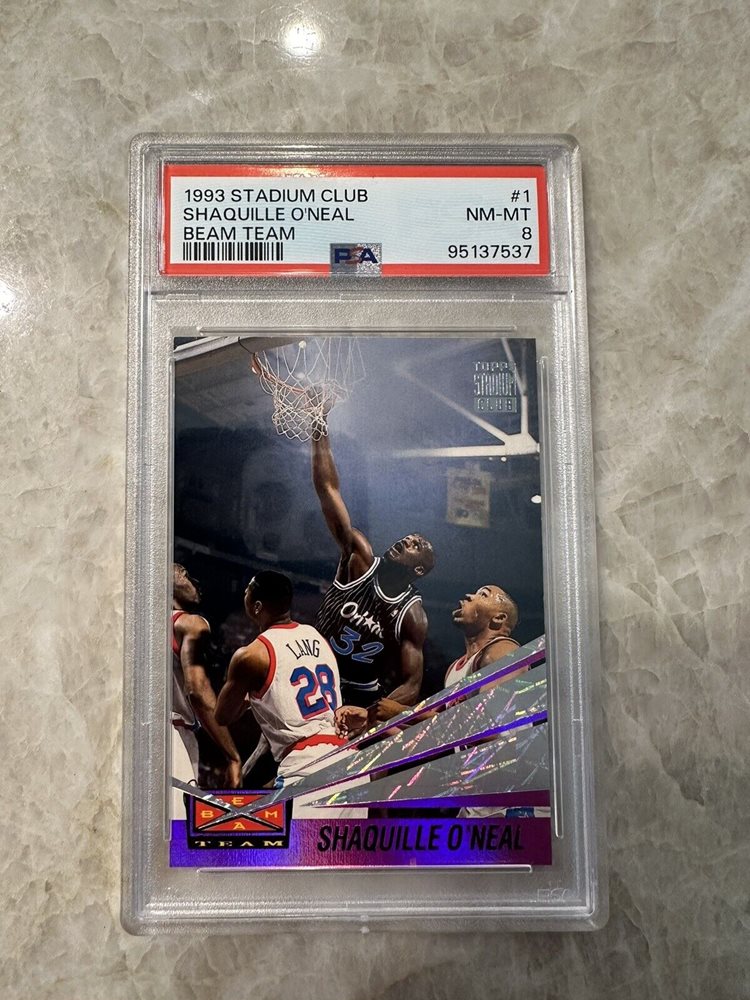 1993 STADIUM CLUB #1
SHAQUILLE O'NEAL NM-MT
BEAM TEAM 8
PSA 95137537
TOPPS
STADIUM
CLUB
Orlando
32
LANG
28
BEAM
TEAM
SHAQUILLE O'NEAL
PSA